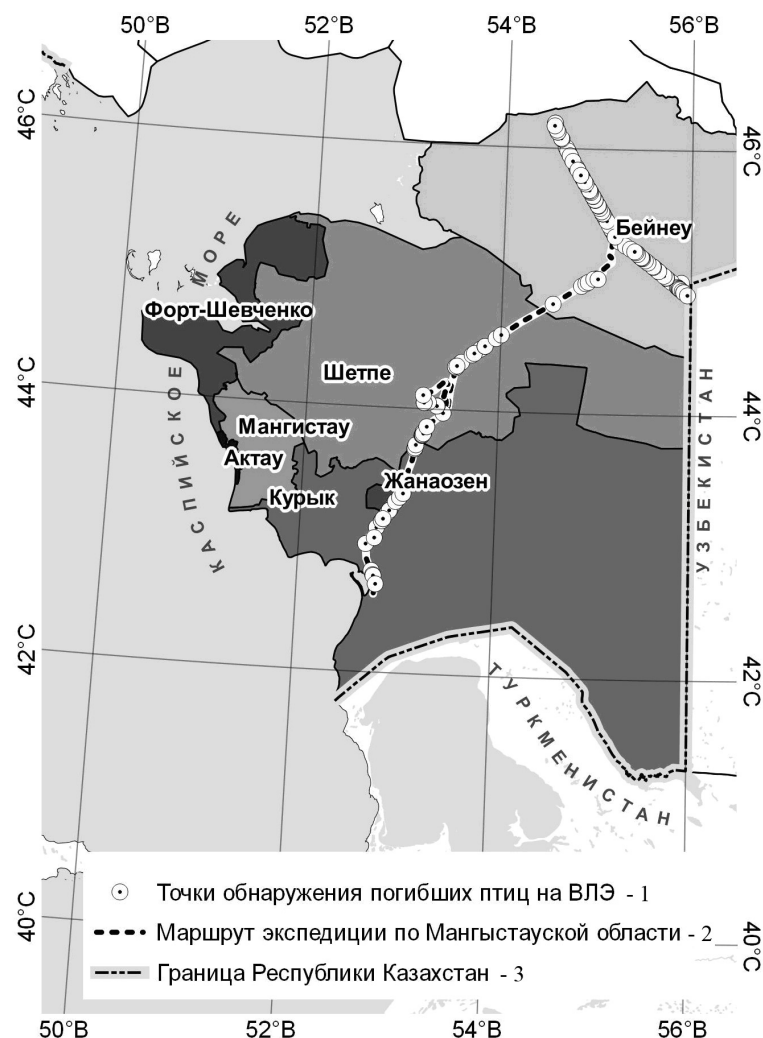 50°В 52°В 54°В 56°В
46°С
46°С
Бейнеу
МОРЕ
Форт-Шевченко
Шетпе
44°С
44°С
КАСПИЙСКОЕ
УЗБЕКИСТАН
Мангистау
Актау
Жанаозен
Курык
42°С
42°С
ТУРКМЕНИСТАН
Точки обнаружения погибших птиц на ВЛЭ - 1
Маршрут экспедиции по Мангыстауской области - 2
Граница Республики Казахстан - 3
40°С
40°С
50°В 52°В 54°В 56°В